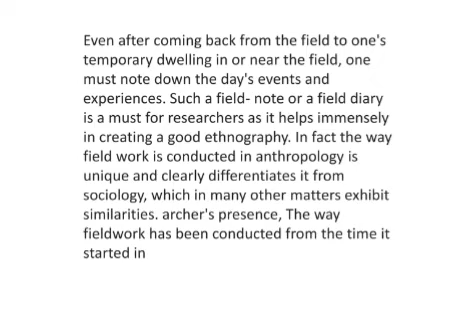 Even after coming back from the field to one's
temporary dwelling in or near the field, one
must note down the day's events and
experiences. Such a field- note or a field diary
is a must for researchers as it helps immensely
in creating a good ethnography. In fact the way
field work is conducted in anthropology is
unique and clearly differentiates it from
sociology, which in many other matters exhibit
similarities. archer's presence, The way
fieldwork has been conducted from the time it
started in